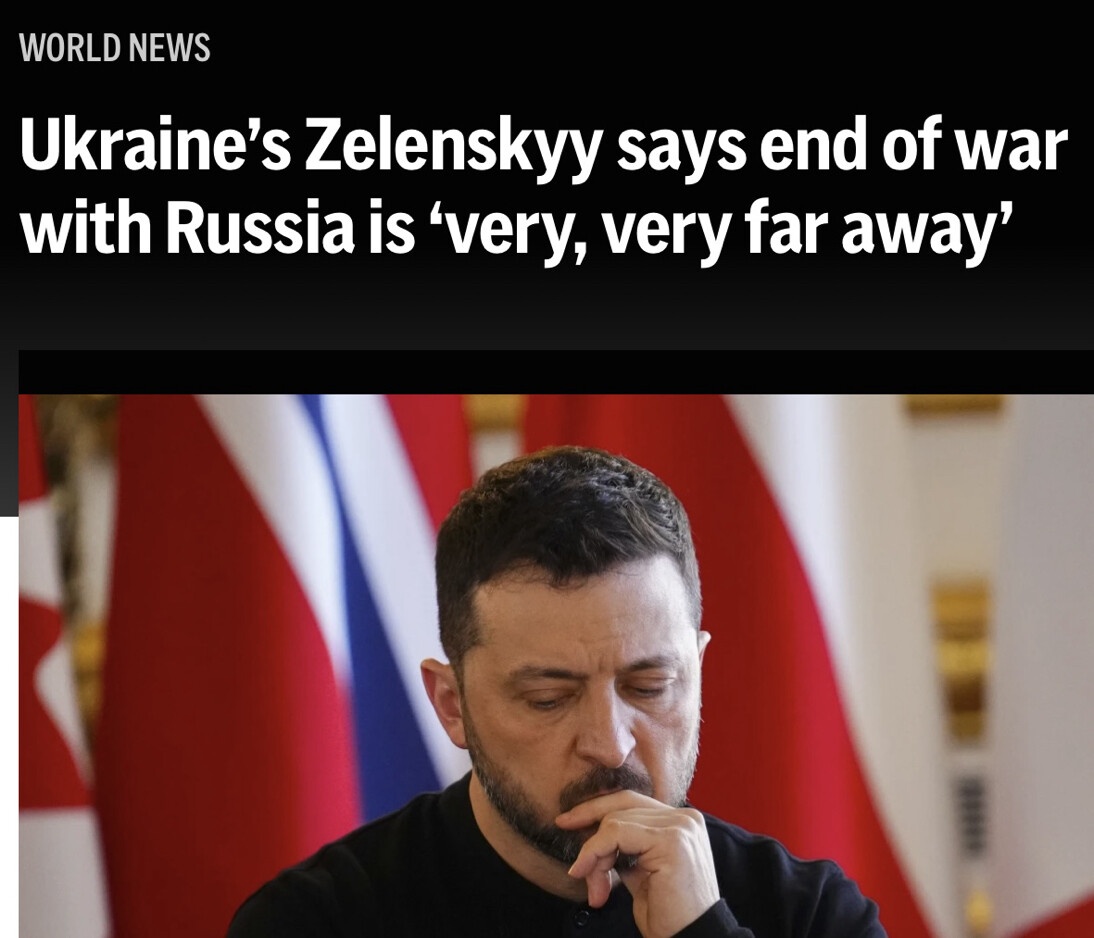 WORLD NEWS
Ukraine’s Zelenskyy says end of war
with Russia is ‘very, very far away’